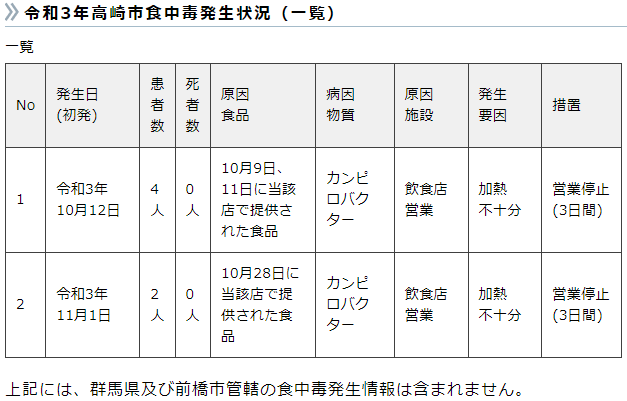 令和3年高崎市食中毒発生状況（一覧）
一覧
No
発生日
(初発)
患
者
数
死
者
数
原因
食品
病因
物質
原因
施設
発生
要因
措置
1
令和3年
10月12日
4
人
0
人
10月9日、
11日に当該
店で提供さ
れた食品
カンピ
ロバク
ター
飲食店
営業
加熱
不十分
営業停止
(3日間)
2
令和3年
11月1日
2
人
0
人
10月28日に
当該店で提
供された食
品
カンピ
ロバク
ター
飲食店
営業
加熱
不十分
営業停止
(3日間)
上記には、群馬県及び前橋市管轄の食中毒発生情報は含まれません。